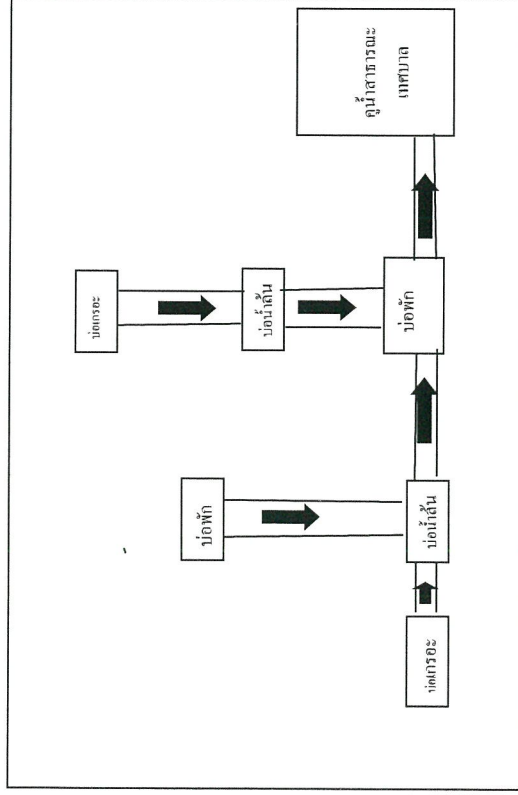 บ่อเกรอะ
บ่อพัก
บ่อน้ำล้น
คูน้ำสาธารณะ
เทศบาล
บ่อเกรอะ
บ่อน้ำล้น
บ่อพัก